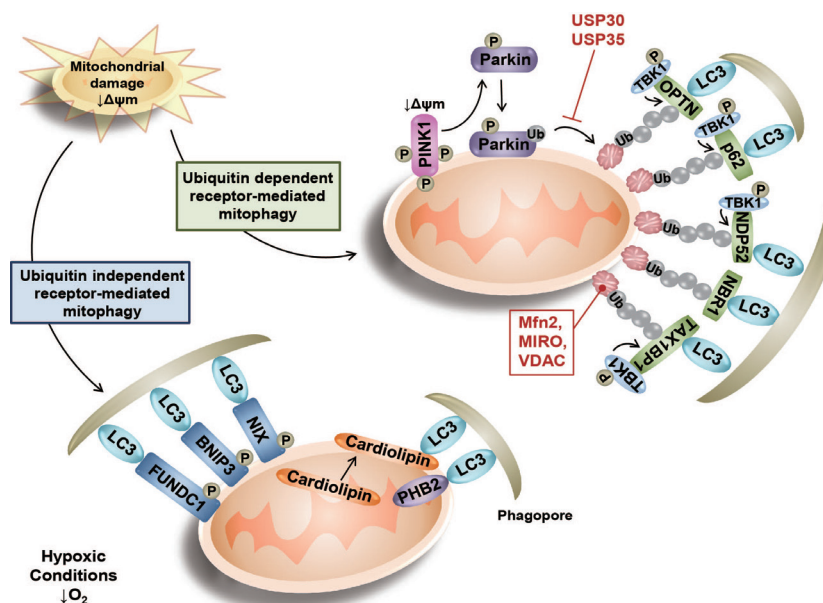 Mitochondrial
damage
↓Δψm
Ubiquitin dependent
receptor-mediated
mitophagy
Ubiquitin independent
receptor-mediated
mitophagy
USP30
USP35
P
Parkin
↓Δψm
P
P
P
P
PINK1
P
Ub
Parkin
P
TBK1
OPTN
LC3
Ub
P
TBK1
p62
LC3
Ub
P
TBK1
NDP52
LC3
Ub
NBR1
LC3
Ub
P
TBK1
TAX1BP1
LC3
Ub
Mfn2,
MIRO,
VDAC
LC3
NIX
P
LC3
BNIP3
P
LC3
FUNDC1
P
Cardiolipin
Cardiolipin
LC3
PHB2
LC3
Phagopore
Hypoxic
Conditions
↓O₂